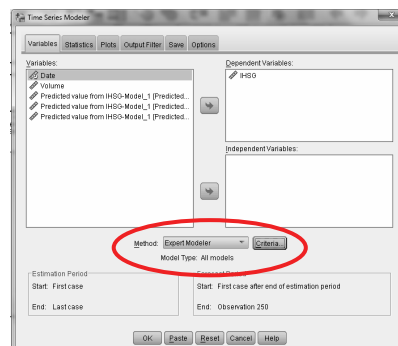 Time Series Modeler
Variables Statistics Plots Output Filter Save Options
Variables:
Date
Volume
Predicted value from IHSG-Model_1 [Predicted...
Predicted value from IHSG-Model_1 [Predicted...
Predicted value from IHSG-Model_1 [Predicted...
Dependent Variables:
IHSG
Independent Variables:
Method: Expert Modeler Criteria...
Model Type: All models
Estimation Period
Start: First case
End: Last case
Forecast Period
Start: First case after end of estimation period
End: Observation 250
OK Paste Reset Cancel Help